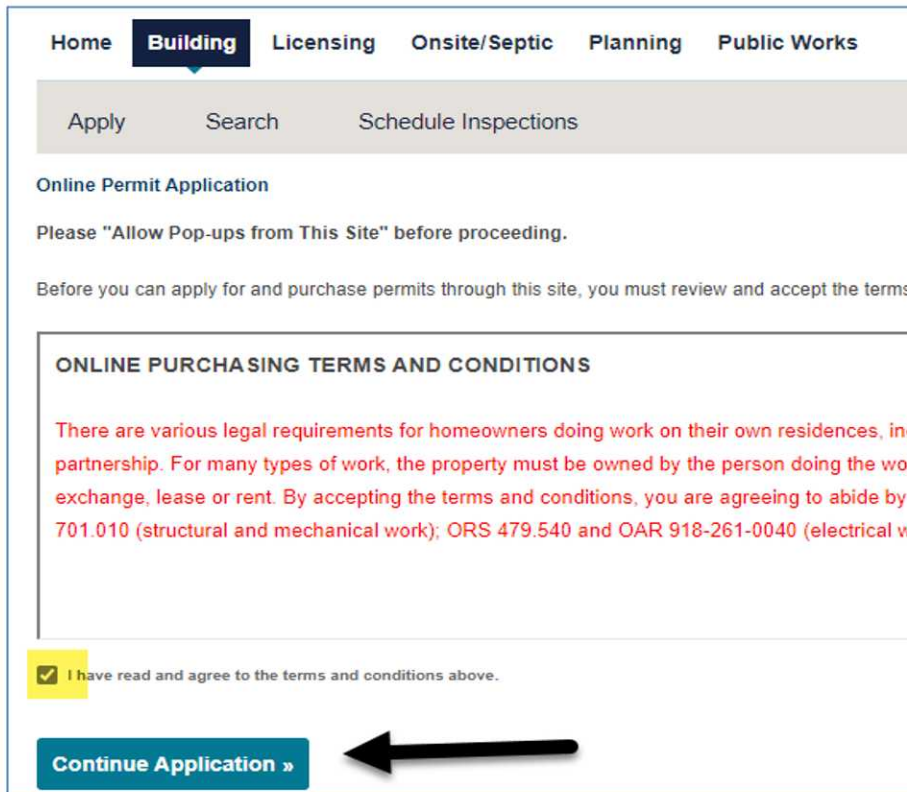 Home Building Licensing Onsite/Septic Planning Public Works
Apply Search Schedule Inspections
Online Permit Application
Please "Allow Pop-ups from This Site" before proceeding.
Before you can apply for and purchase permits through this site, you must review and accept the terms
ONLINE PURCHASING TERMS AND CONDITIONS
There are various legal requirements for homeowners doing work on their own residences,
partnership. For many types of work, the property must be owned by the person doing the
exchange, lease or rent. By accepting the terms and conditions, you are agreeing to abide by
701.010 (structural and mechanical work); ORS 479.540 and OAR 918-261-0040 (electrical
I have read and agree to the terms and conditions above.
Continue Application »